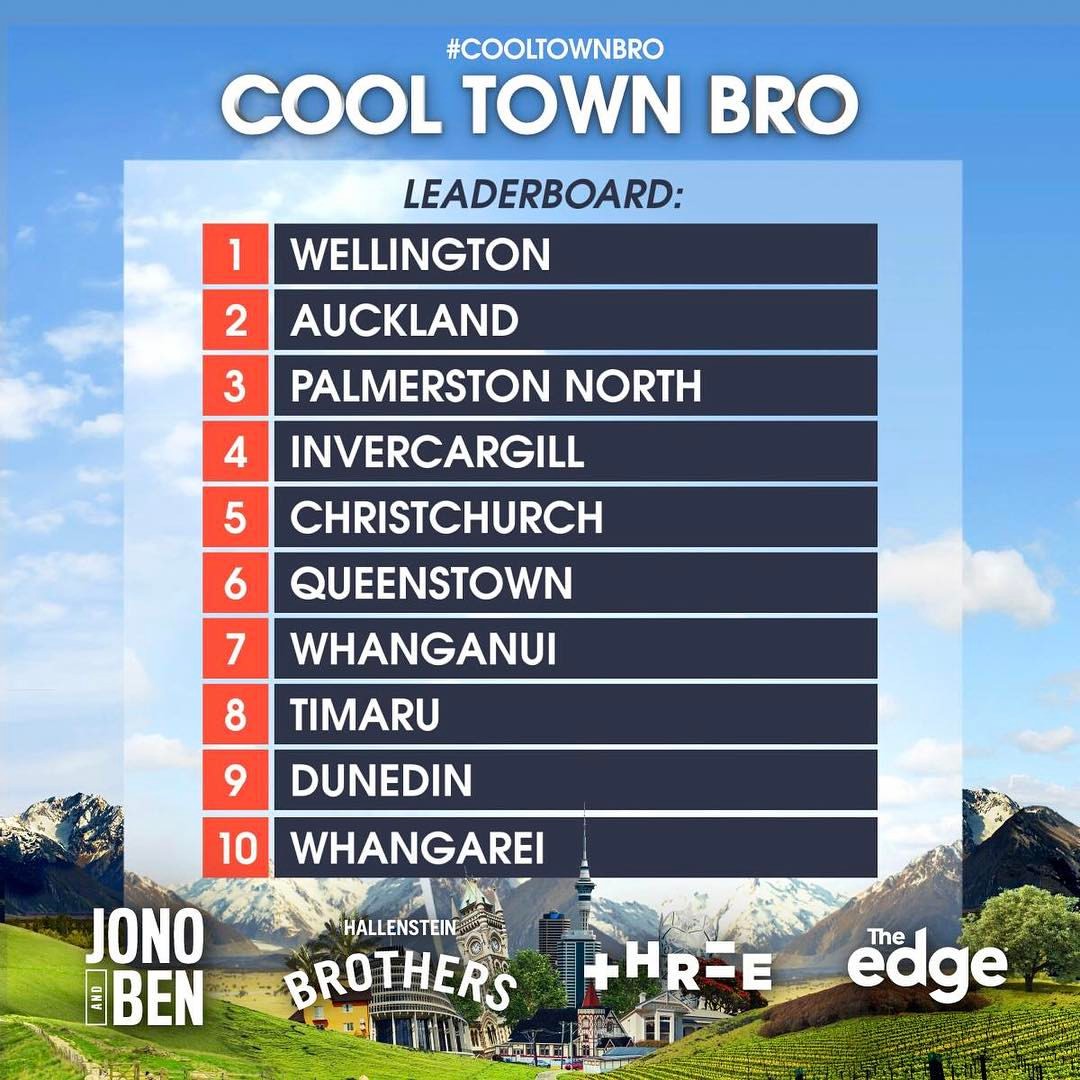 #COOLTOWNBRO
COOL TOWN BRO
LEADERBOARD:
1 WELLINGTON
2 AUCKLAND
3 PALMERSTON NORTH
4 INVERCARGILL
5 CHRISTCHURCH
6 QUEENSTOWN
7 WHANGANUI
8 TIMARU
9 DUNEDIN
10 WHANGAREI
JONO
AND BEN
HALLENSTEIN
BROTHERS
THREE
The
edge